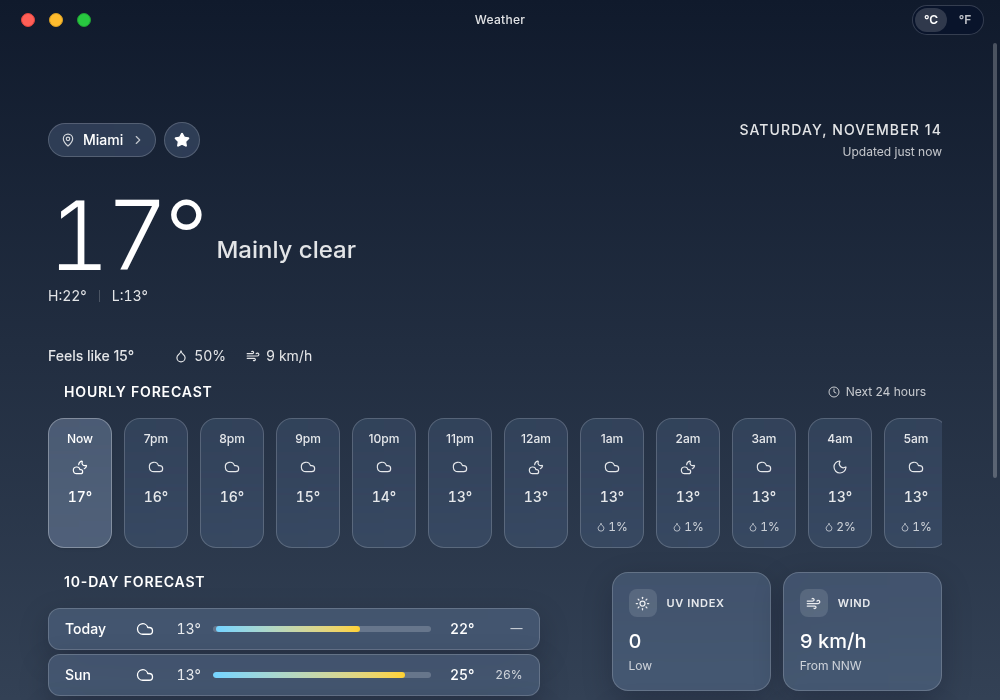 Weather
°C °F
Miami
SATURDAY, NOVEMBER 14
Updated just now
17° Mainly clear
H:22° L:13°
Feels like 15° 50% 9 km/h
HOURLY FORECAST Next 24 hours
Now 7pm 8pm 9pm 10pm 11pm 12am 1am 2am 3am 4am 5am
17° 16° 16° 15° 14° 13° 13° 13° 13° 13° 13° 13°
1% 1% 1% 2% 1%
10-DAY FORECAST
Today 13° 22° —
Sun 13° 25° 26%
UV INDEX
0
Low
WIND
9 km/h
From NNW